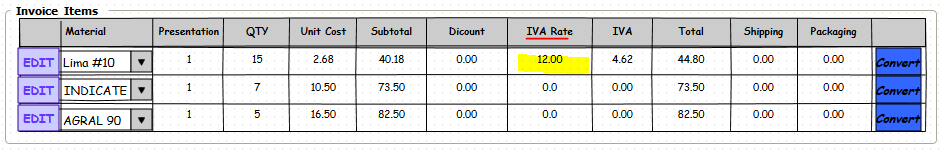 Invoice Items
Material Presentation QTY Unit Cost Subtotal Dicount IVA Rate IVA Total Shipping Packaging
EDIT Lima #10 1 15 2.68 40.18 0.00 12.00 4.62 44.80 0.00 0.00 Convert
EDIT INDICATE 1 7 10.50 73.50 0.00 0.0 0.00 73.50 0.00 0.00 Convert
EDIT AGRAL 90 1 5 16.50 82.50 0.00 0.0 0.00 82.50 0.00 0.00 Convert